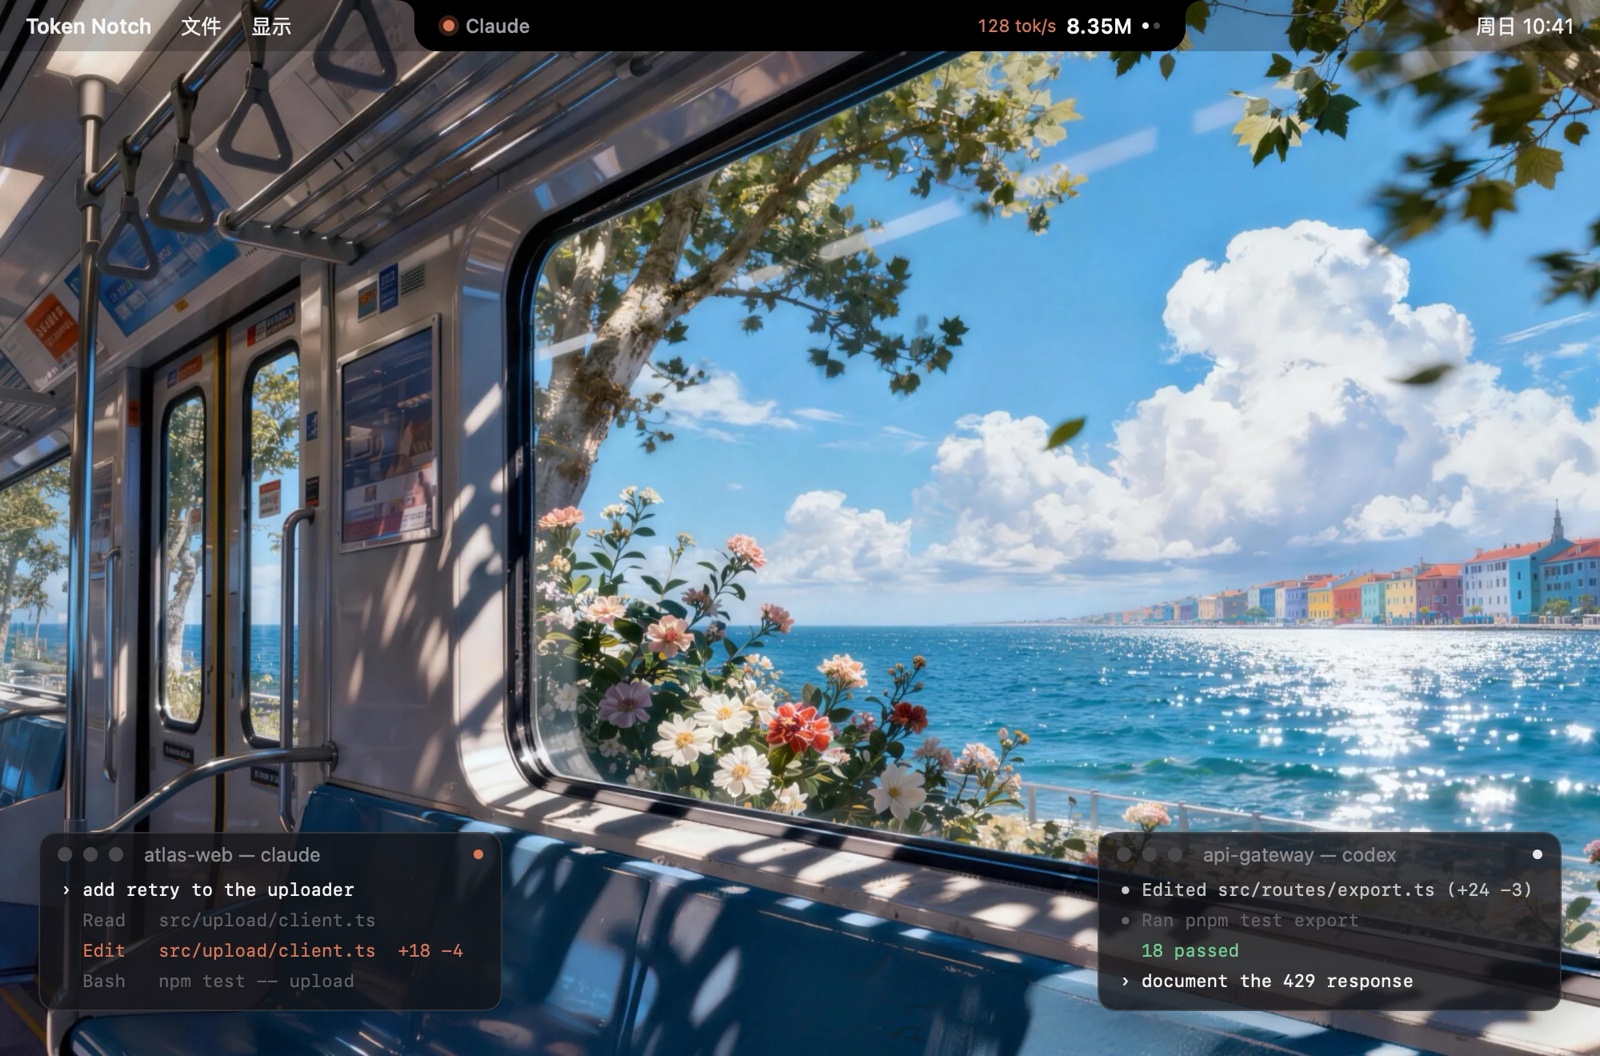 Token Notch 文件 显示
Claude 128 tok/s 8.35M
周日 10:41
atlas-web — claude
› add retry to the uploader
Read src/upload/client.ts
Edit src/upload/client.ts +18 −4
Bash npm test –– upload
api-gateway — codex
• Edited src/routes/export.ts (+24 −3)
• Ran pnpm test export
18 passed
› document the 429 response